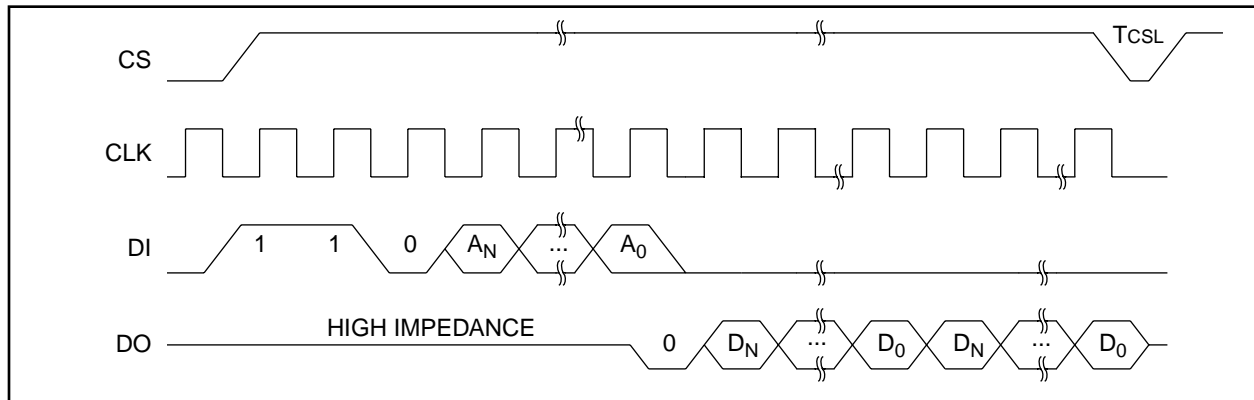 TCSL
CS
CLK
DI 1 1 0 AN ... A0
HIGH IMPEDANCE
DO 0 DN ... D0 DN ... D0